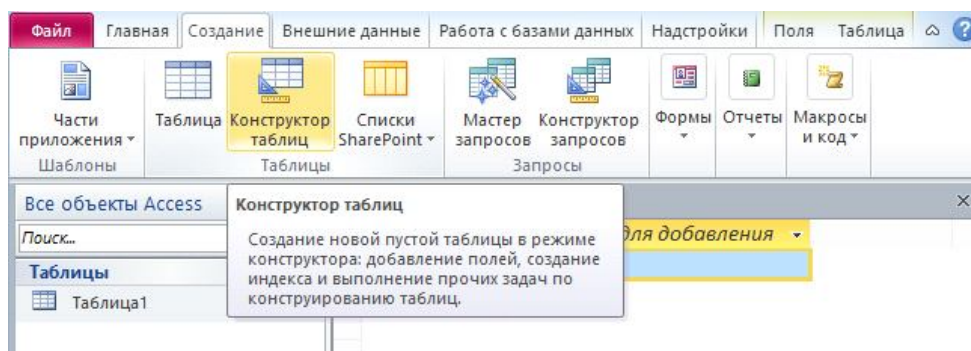 Файл Главная Создание Внешние данные Работа с базами данных Надстройки Поля Таблица
Части приложения
Таблица
Конструктор таблиц
Списки SharePoint
Мастер запросов
Конструктор запросов
Формы
Отчеты
Макросы и код
Шаблоны Таблицы Запросы
Все объекты Access
Поиск...
Таблицы
Таблица1
Конструктор таблиц
Создание новой пустой таблицы в режиме
конструктора: добавление полей, создание
индекса и выполнение прочих задач по
конструированию таблиц.
для добавления